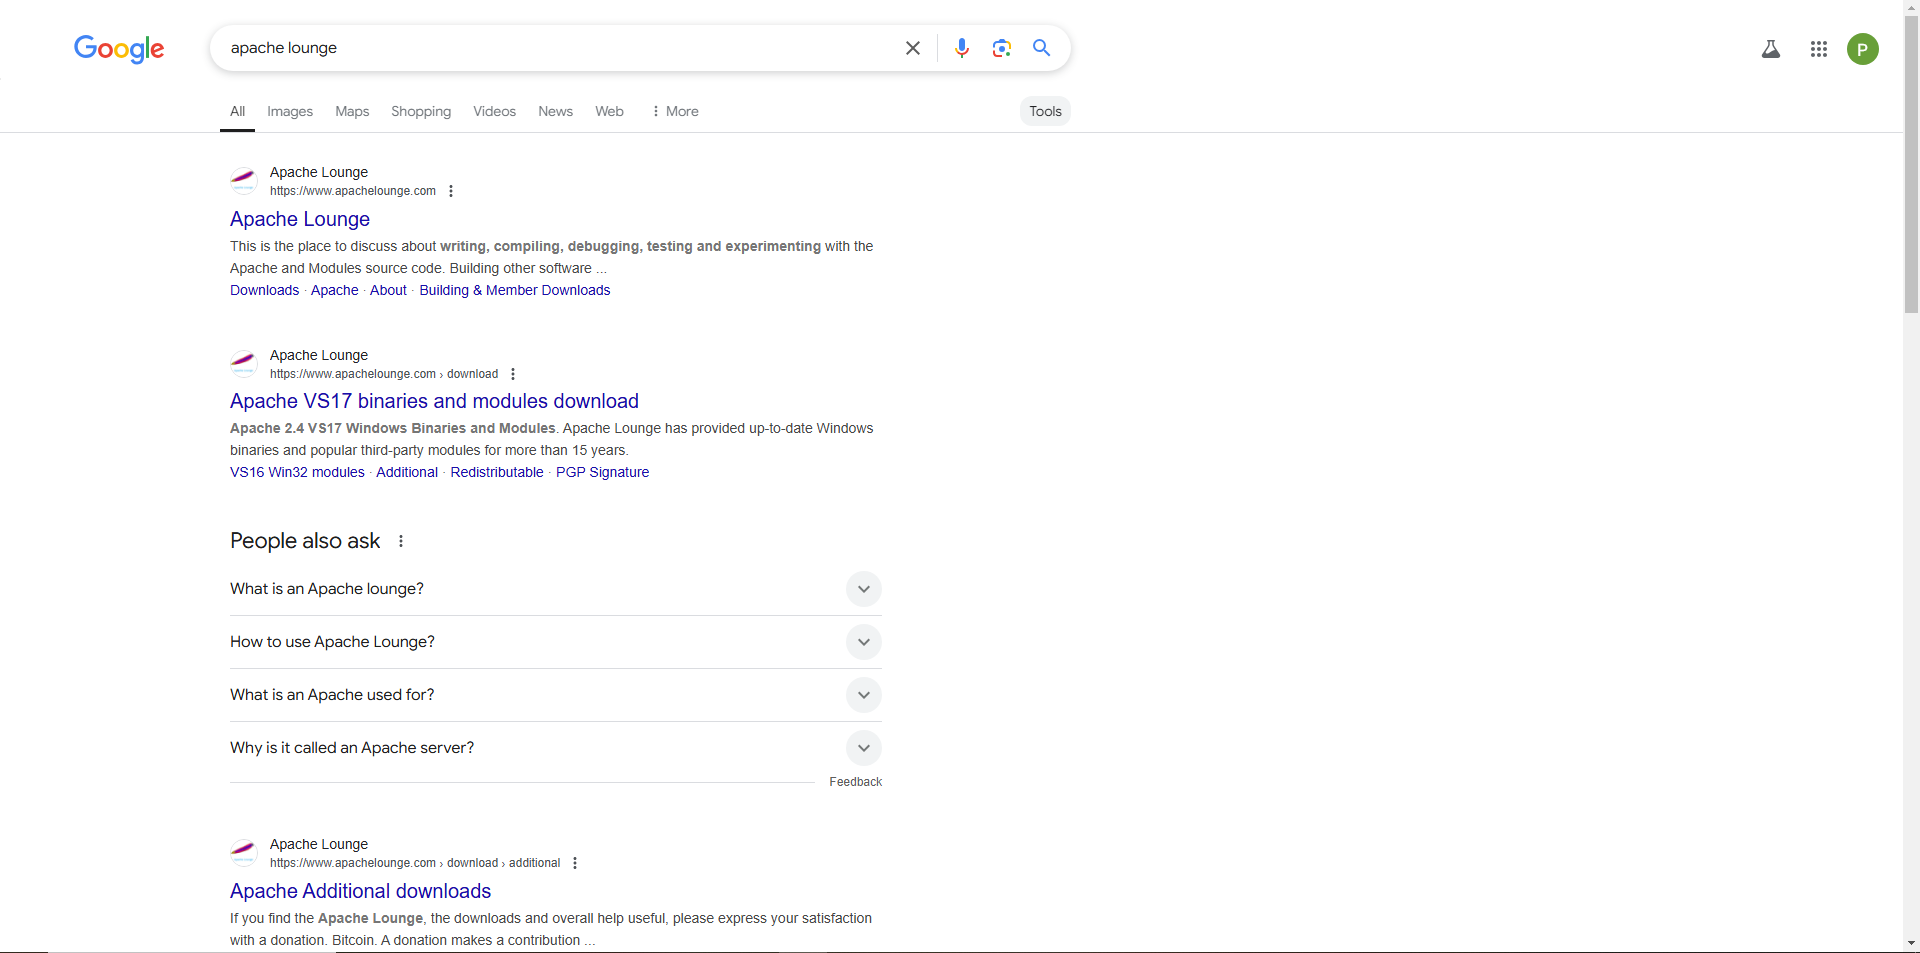 Google
apache lounge
P
All Images Maps Shopping Videos News Web More
Tools
Apache Lounge
https://www.apachelounge.com
Apache Lounge
This is the place to discuss about writing, compiling, debugging, testing and experimenting with the
Apache and Modules source code. Building other software ...
Downloads · Apache · About · Building & Member Downloads
Apache Lounge
https://www.apachelounge.com › download
Apache VS17 binaries and modules download
Apache 2.4 VS17 Windows Binaries and Modules. Apache Lounge has provided up-to-date Windows
binaries and popular third-party modules for more than 15 years.
VS16 Win32 modules · Additional · Redistributable · PGP Signature
People also ask
What is an Apache lounge?
How to use Apache Lounge?
What is an Apache used for?
Why is it called an Apache server?
Feedback
Apache Lounge
https://www.apachelounge.com › download › additional
Apache Additional downloads
If you find the Apache Lounge, the downloads and overall help useful, please express your satisfaction
with a donation. Bitcoin. A donation makes a contribution ...